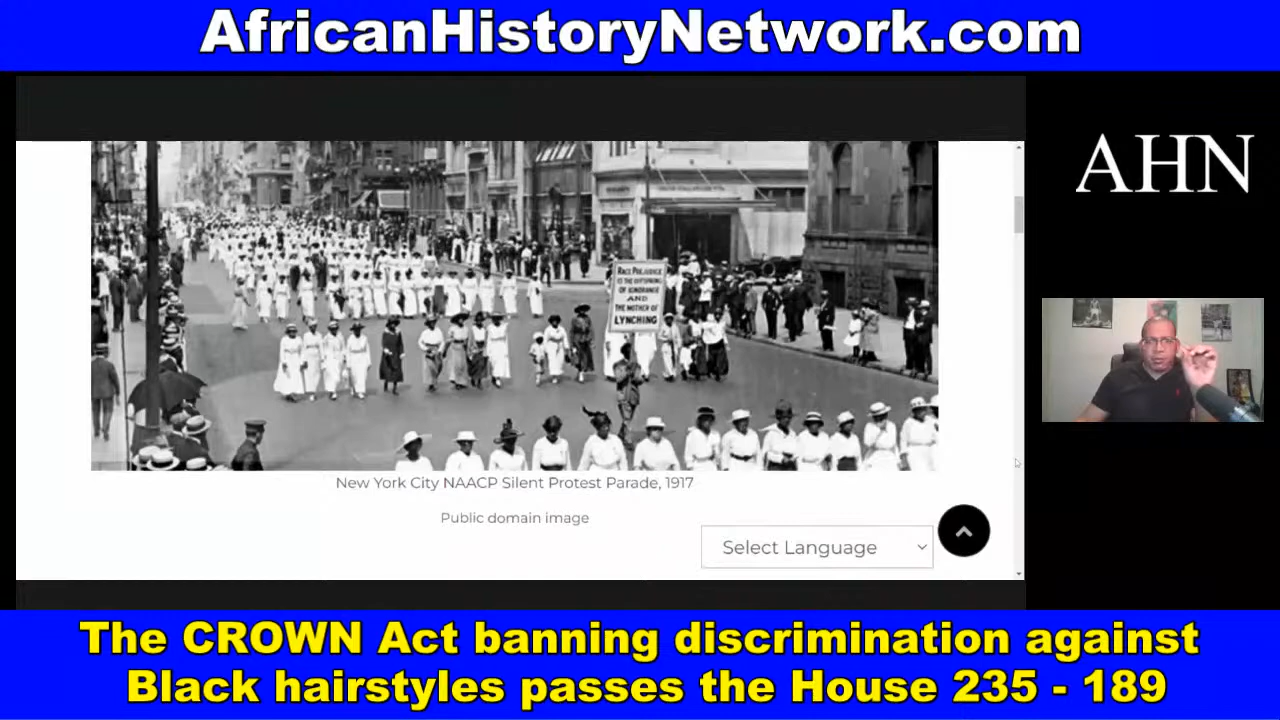 AfricanHistoryNetwork.com
AHN
RACE PREJUDICE
IS THE OFFSPRING
OF IGNORANCE
AND
THE MOTHER OF
LYNCHING
New York City NAACP Silent Protest Parade, 1917
Public domain image
Select Language
The CROWN Act banning discrimination against
Black hairstyles passes the House 235 - 189